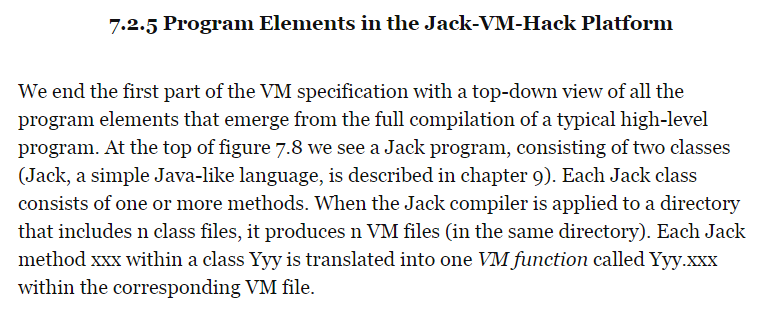 7.2.5 Program Elements in the Jack-VM-Hack Platform
We end the first part of the VM specification with a top-down view of all the
program elements that emerge from the full compilation of a typical high-level
program. At the top of figure 7.8 we see a Jack program, consisting of two classes
(Jack, a simple Java-like language, is described in chapter 9). Each Jack class
consists of one or more methods. When the Jack compiler is applied to a directory
that includes n class files, it produces n VM files (in the same directory). Each Jack
method xxx within a class Yyy is translated into one VM function called Yyy.xxx
within the corresponding VM file.